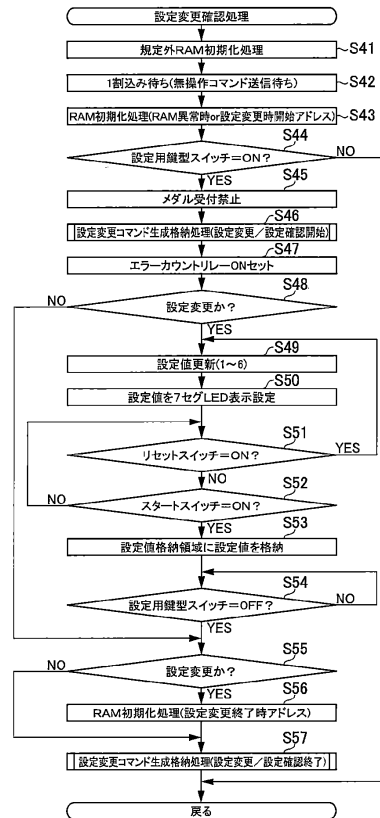 設定変更確認処理
規定外RAM初期化処理
S41
1割込み待ち(無操作コマンド送信待ち)
S42
RAM初期化処理(RAM異常時or設定変更時開始アドレス)
S43
S44
設定用鍵型スイッチ=ON?
NO
YES
S45
メダル受付禁止
S46
設定変更コマンド生成格納処理(設定変更/設定確認開始)
S47
エラーカウントリレーONセット
S48
NO
設定変更か?
YES
S49
設定値更新(1~6)
S50
設定値を7セグLED表示設定
S51
リセットスイッチ=ON?
YES
NO
S52
スタートスイッチ=ON?
NO
YES
S53
設定値格納領域に設定値を格納
S54
設定用鍵型スイッチ=OFF?
NO
YES
S55
NO
設定変更か?
YES
S56
RAM初期化処理(設定変更終了時アドレス)
S57
設定変更コマンド生成格納処理(設定変更/設定確認終了)
戻る